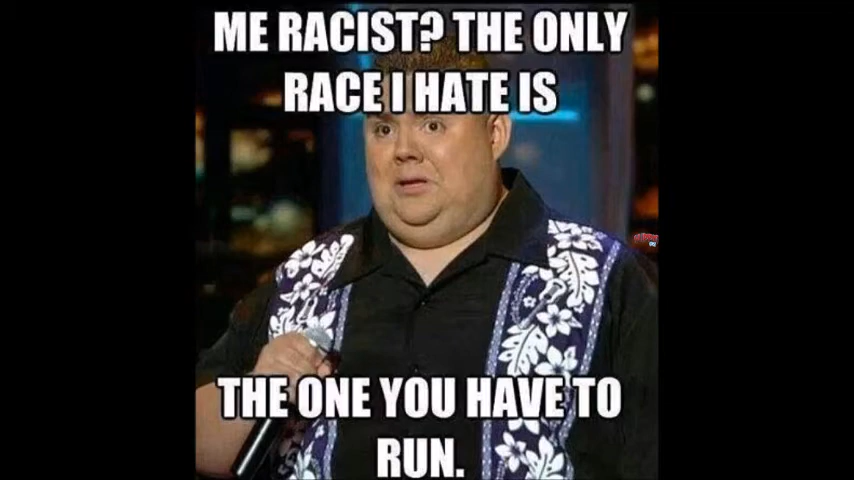 ME RACIST? THE ONLY
RACE I HATE IS
THE ONE YOU HAVE TO
RUN.